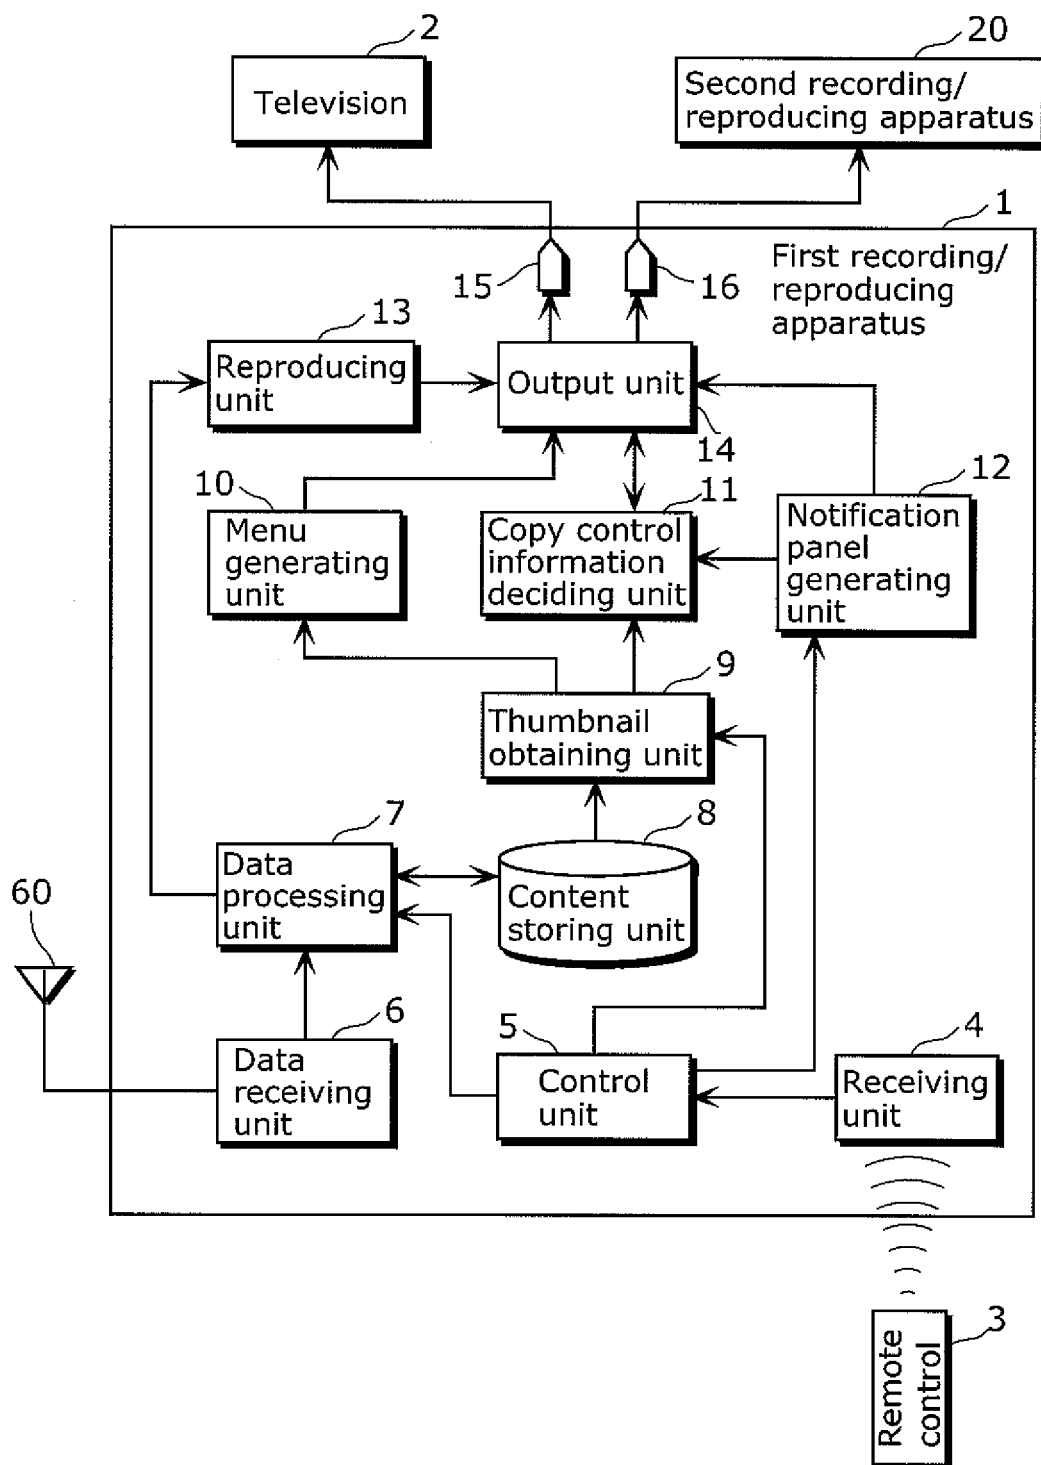 2
20
Television
Second recording/
reproducing apparatus
1
First recording/
reproducing
apparatus
15
16
13
Reproducing
unit
Output unit
14
10
11
12
Menu
generating
unit
Copy control
information
deciding unit
Notification
panel
generating
unit
9
Thumbnail
obtaining unit
7
8
Data
processing
unit
Content
storing unit
60
6
5
4
Data
receiving
unit
Control
unit
Receiving
unit
3
Remote
control